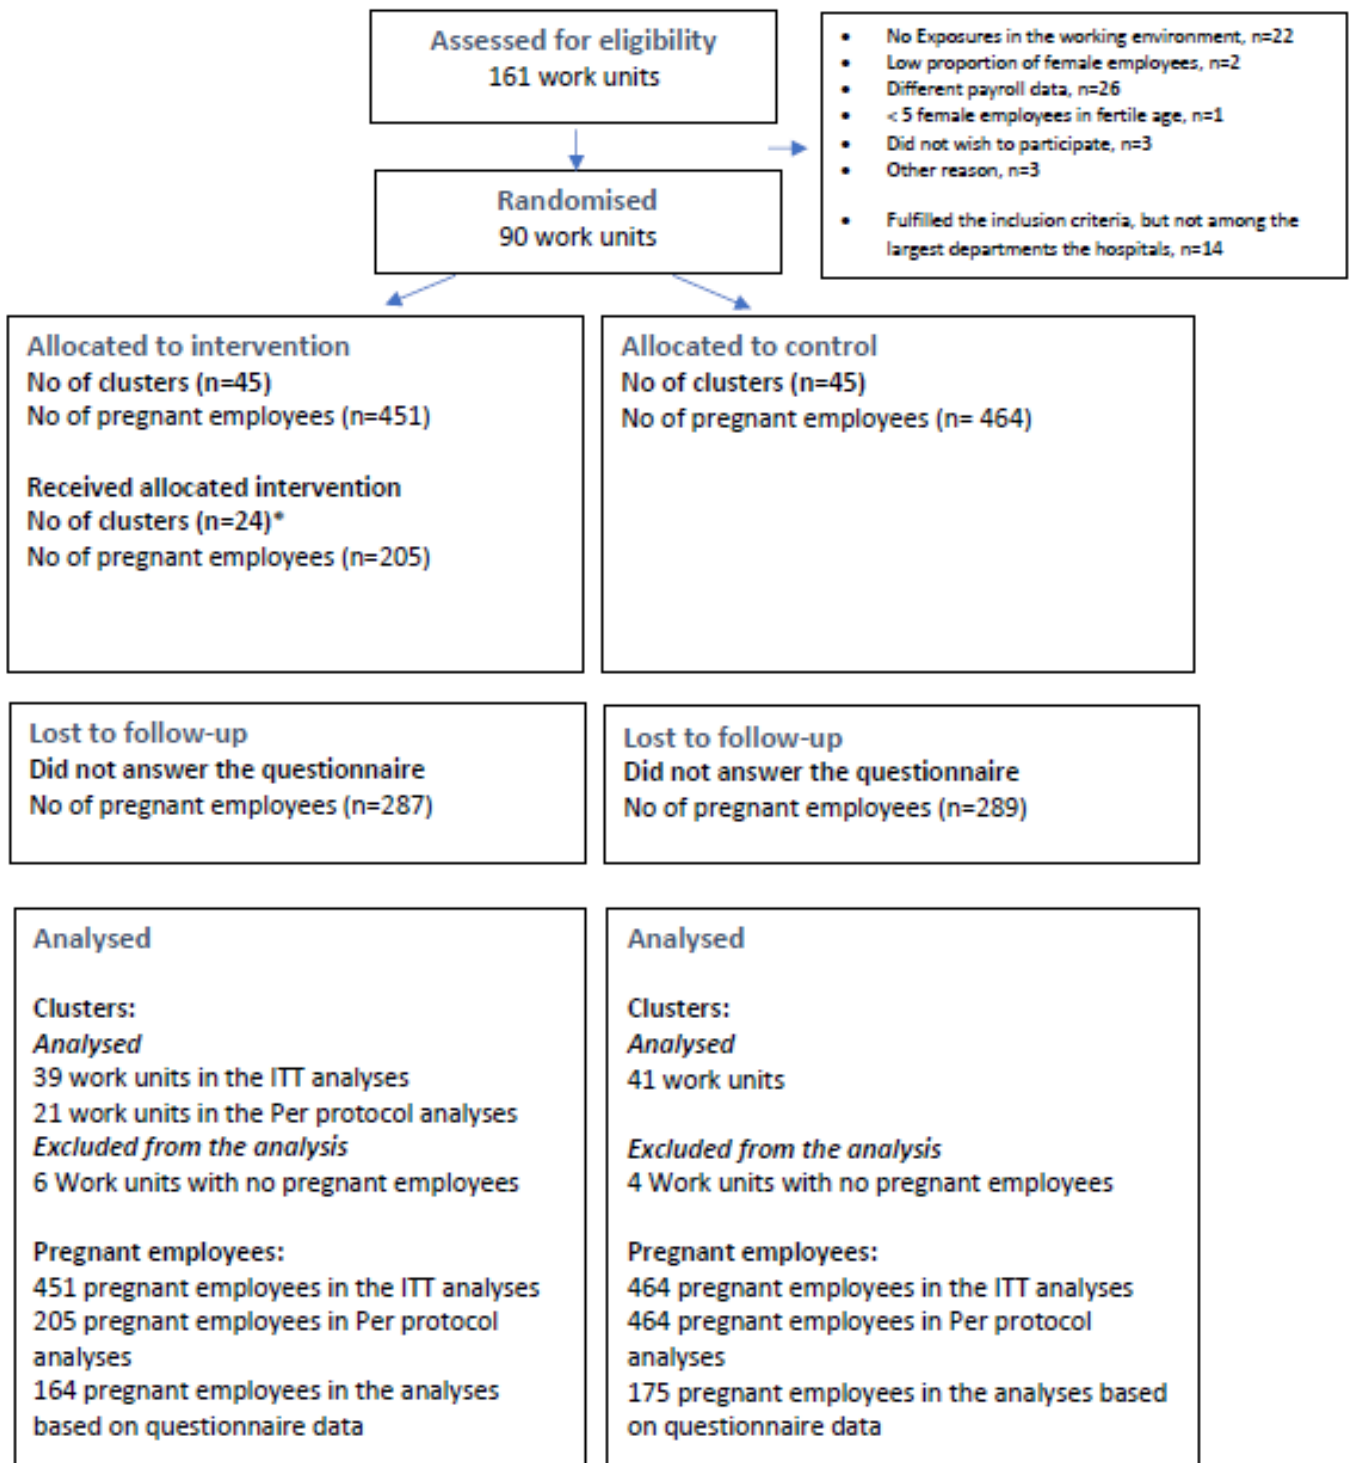 Assessed for eligibility
161 work units
• No Exposures in the working environment, n=22
• Low proportion of female employees, n=2
• Different payroll data, n=26
• < 5 female employees in fertile age, n=1
• Did not wish to participate, n=3
• Other reason, n=3
• Fulfilled the inclusion criteria, but not among the
largest departments the hospitals, n=14
Randomised
90 work units
Allocated to intervention
No of clusters (n=45)
No of pregnant employees (n=451)
Received allocated intervention
No of clusters (n=24)*
No of pregnant employees (n=205)
Allocated to control
No of clusters (n=45)
No of pregnant employees (n= 464)
Lost to follow-up
Did not answer the questionnaire
No of pregnant employees (n=287)
Lost to follow-up
Did not answer the questionnaire
No of pregnant employees (n=289)
Analysed
Clusters:
Analysed
39 work units in the ITT analyses
21 work units in the Per protocol analyses
Excluded from the analysis
6 Work units with no pregnant employees
Pregnant employees:
451 pregnant employees in the ITT analyses
205 pregnant employees in Per protocol
analyses
164 pregnant employees in the analyses
based on questionnaire data
Analysed
Clusters:
Analysed
41 work units
Excluded from the analysis
4 Work units with no pregnant employees
Pregnant employees:
464 pregnant employees in the ITT analyses
464 pregnant employees in Per protocol
analyses
175 pregnant employees in the analyses based
on questionnaire data